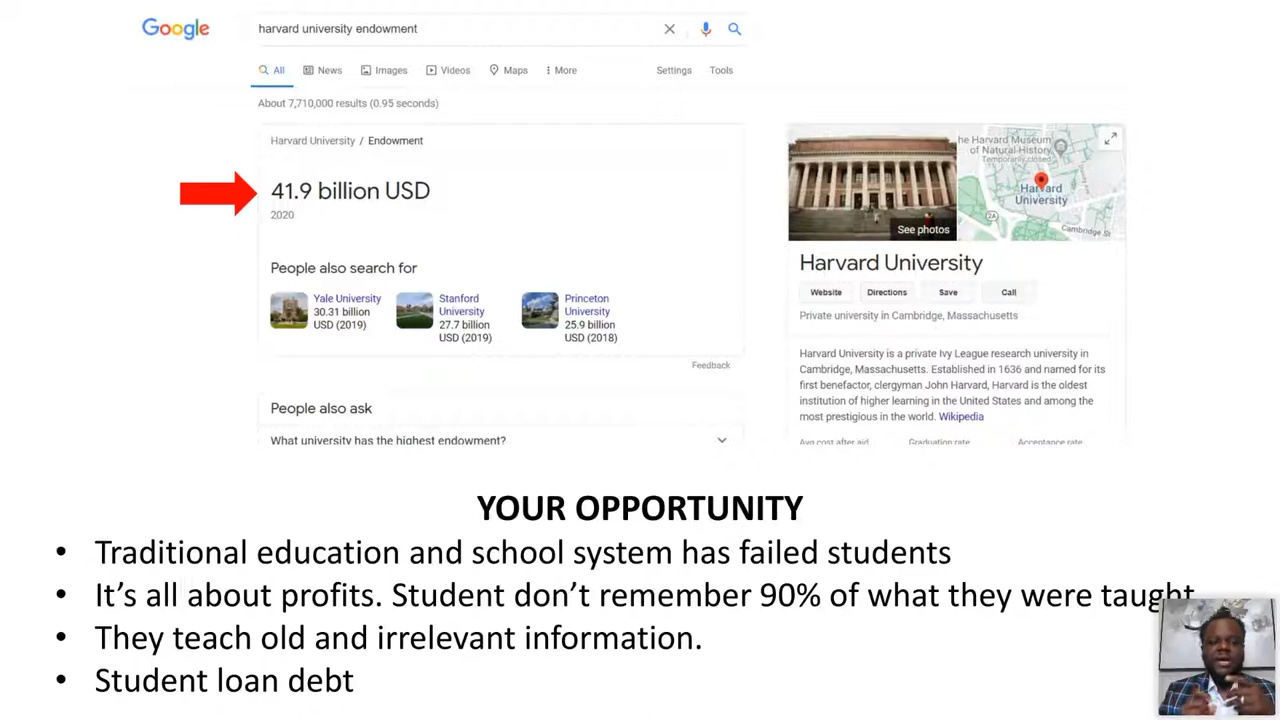 Google
harvard university endowment
All News Images Videos Maps More Settings Tools
About 7,710,000 results (0.95 seconds)
Harvard University / Endowment
41.9 billion USD
2020
People also search for
Yale University
30.31 billion
USD (2019)
Stanford
University
27.7 billion
USD (2019)
Princeton
University
25.9 billion
USD (2018)
Feedback
People also ask
What university has the highest endowment?
See photos
he Harvard Museum
of Natural History
Temporarily closed
Harvard
University
2A
Cambridge St
Harvard University
Website Directions Save Call
Private university in Cambridge, Massachusetts
Harvard University is a private Ivy League research university in
Cambridge, Massachusetts. Established in 1636 and named for its
first benefactor, clergyman John Harvard, Harvard is the oldest
institution of higher learning in the United States and among the
most prestigious in the world. Wikipedia
Avg cost after aid Graduation rate Acceptance rate
YOUR OPPORTUNITY
• Traditional education and school system has failed students
• It's all about profits. Student don't remember 90% of what they were taught
• They teach old and irrelevant information.
• Student loan debt